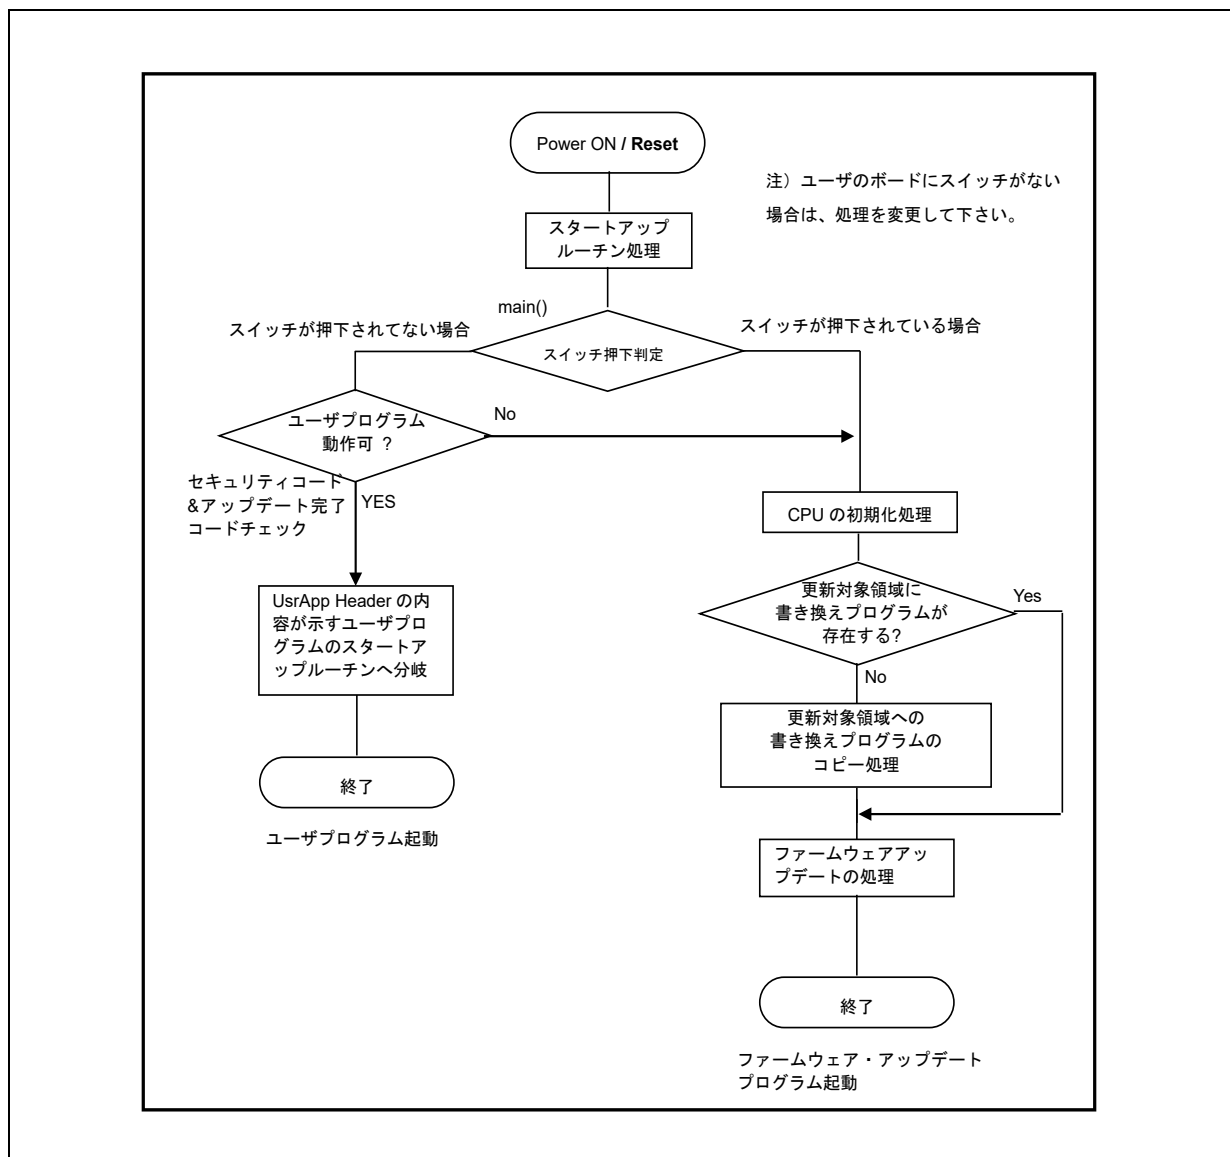 Power ON / Reset
注）ユーザのボードにスイッチがない
場合は、処理を変更して下さい。
スタートアップ
ルーチン処理
main()
スイッチが押下されてない場合
スイッチが押下されている場合
スイッチ押下判定
ユーザプログラム
動作可 ？
No
セキュリティコード
&アップデート完了
コードチェック
YES
CPU の初期化処理
UsrApp Header の内
容が示すユーザプロ
グラムのスタートア
ップルーチンへ分岐
更新対象領域に
書き換えプログラムが
存在する?
Yes
No
更新対象領域への
書き換えプログラムの
コピー処理
終了
ユーザプログラム起動
ファームウェアアッ
プデートの処理
終了
ファームウェア・アップデート
プログラム起動